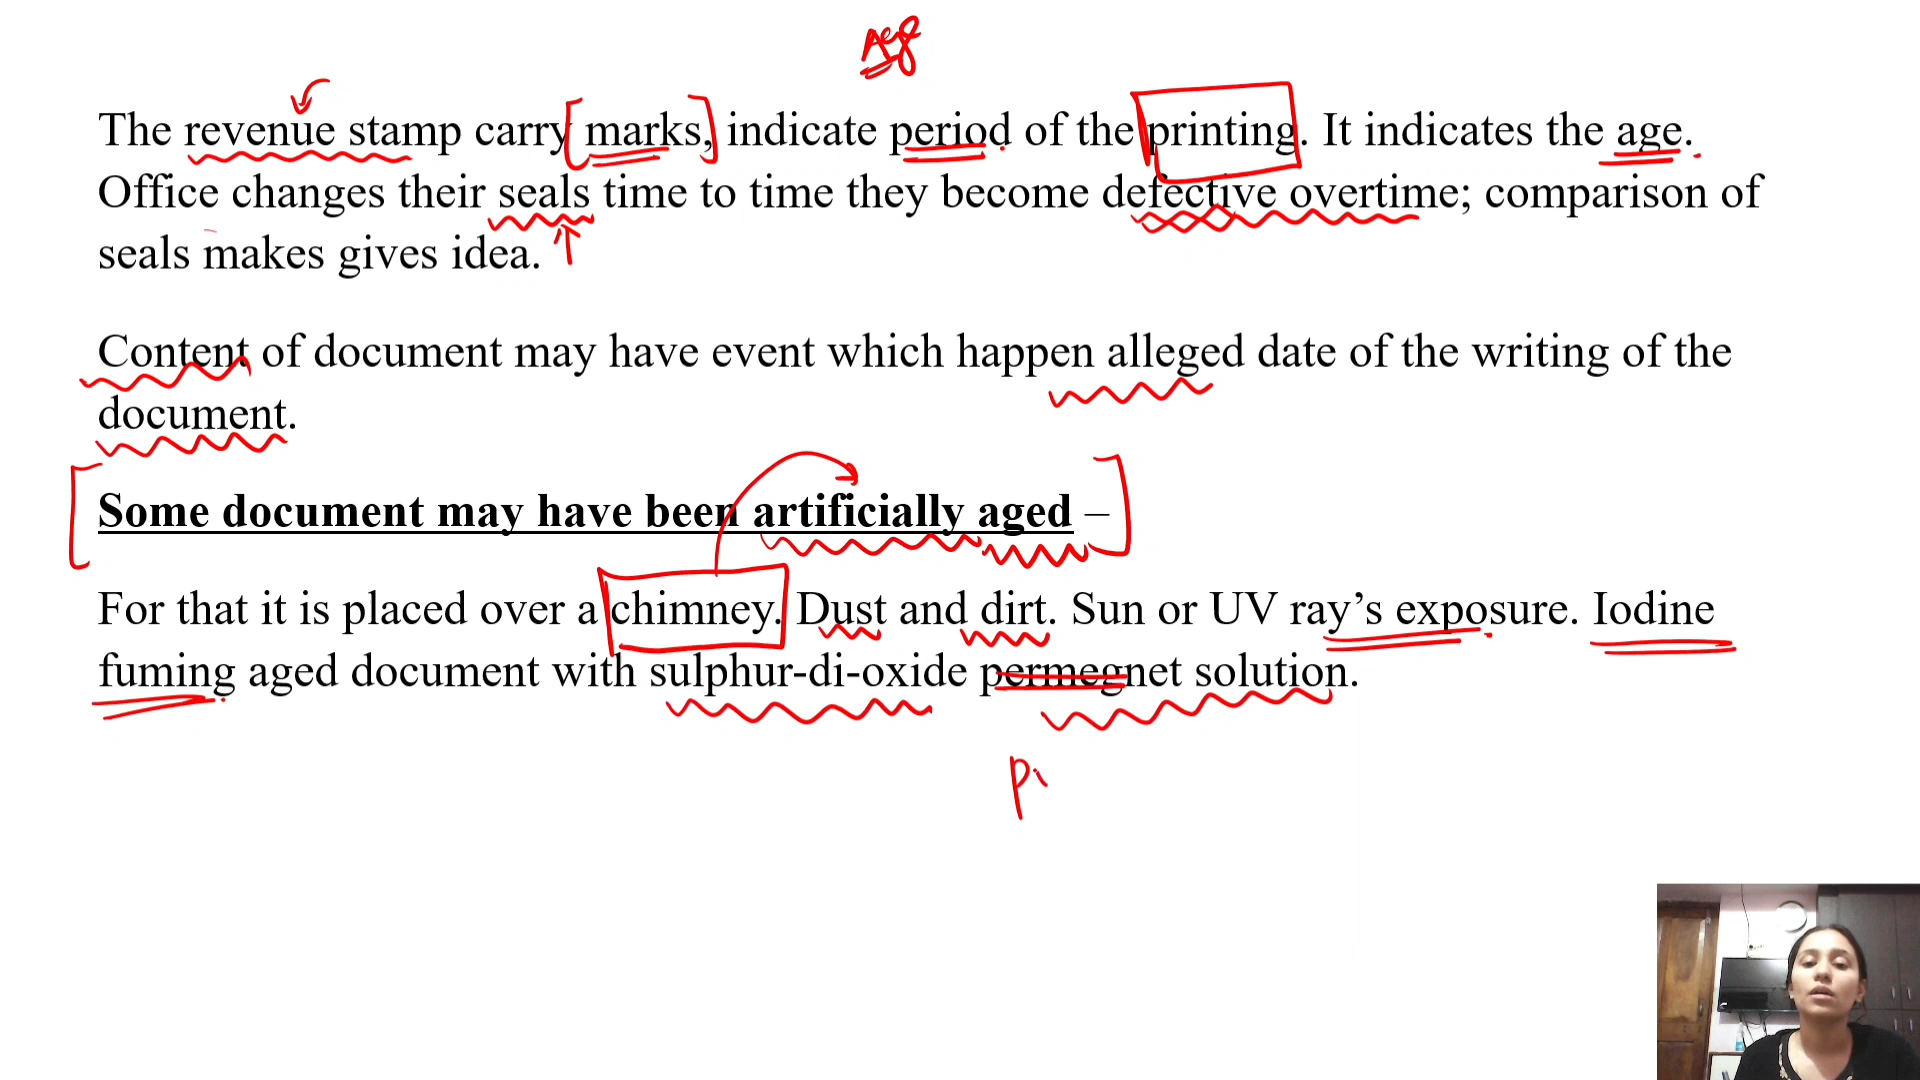 Age
The revenue stamp carry marks, indicate period of the printing. It indicates the age.
Office changes their seals time to time they become defective overtime; comparison of
seals makes gives idea.
Content of document may have event which happen alleged date of the writing of the
document.
Some document may have been artificially aged –
For that it is placed over a chimney. Dust and dirt. Sun or UV ray’s exposure. Iodine
fuming aged document with sulphur-di-oxide permegnet solution.